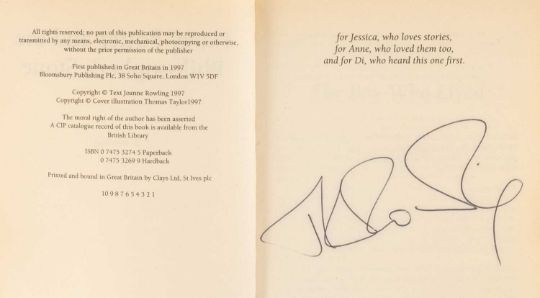 All rights reserved; no part of this publication may be reproduced or
transmitted by any means, electronic, mechanical, photocopying or otherwise,
without the prior permission of the publisher
First published in Great Britain in 1997
Bloomsbury Publishing Plc, 38 Soho Square, London W1V 5DF
Copyright © Text Joanne Rowling 1997
Copyright © Cover illustration Thomas Taylor1997
The moral right of the author has been asserted
A CIP catalogue record of this book is available from the
British Library
ISBN 0 7475 3274 5 Paperback
0 7475 3269 9 Hardback
Printed and bound in Great Britain by Clays Ltd, St Ives plc
10 9 8 7 6 5 4 3 2 1
for Jessica, who loves stories,
for Anne, who loved them too,
and for Di, who heard this one first.